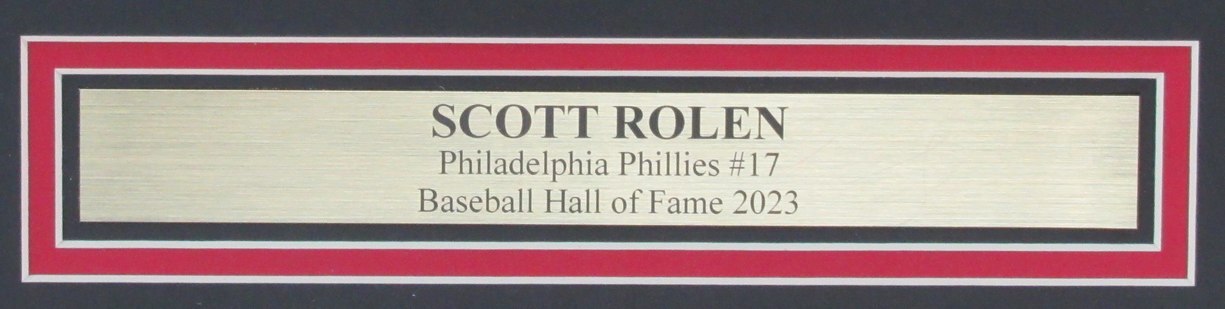 SCOTT ROLEN
Philadelphia Phillies #17
Baseball Hall of Fame 2023